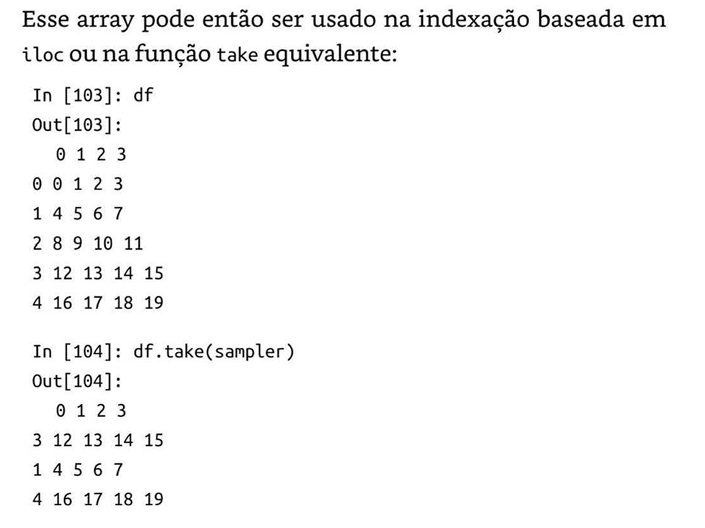 Esse array pode então ser usado na indexação baseada em
iloc ou na função take equivalente:
In [103]: df
Out[103]:
0 1 2 3
0 0 1 2 3
1 4 5 6 7
2 8 9 10 11
3 12 13 14 15
4 16 17 18 19
In [104]: df.take(sampler)
Out[104]:
0 1 2 3
3 12 13 14 15
1 4 5 6 7
4 16 17 18 19